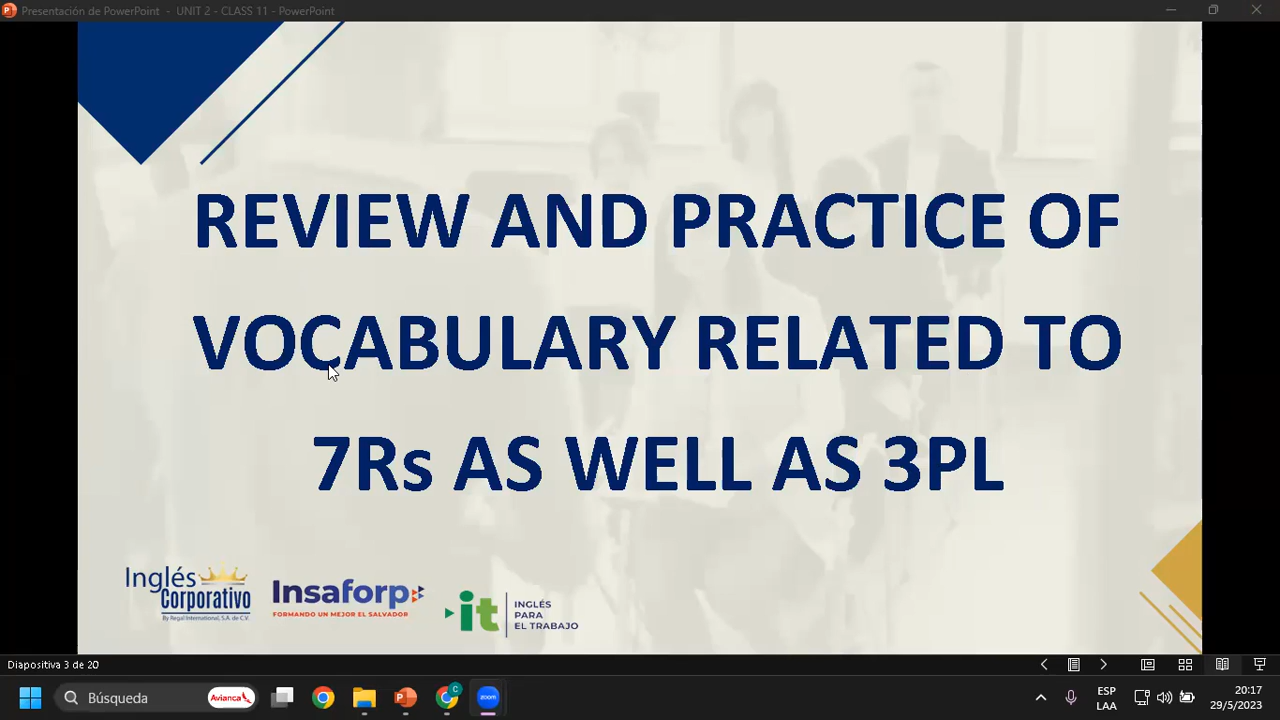 Presentación de PowerPoint - UNIT 2 - CLASS 11 - PowerPoint
REVIEW AND PRACTICE OF
VOCABULARY RELATED TO
7Rs AS WELL AS 3PL
Inglés
Corporativo
By Regal International, S.A. de C.V.
Insaforp
FORMANDO UN MEJOR EL SALVADOR
it
INGLÉS
PARA
EL TRABAJO
Diapositiva 3 de 20
Búsqueda
Avianca
C
zoom
ESP
LAA
20:17
29/5/2023